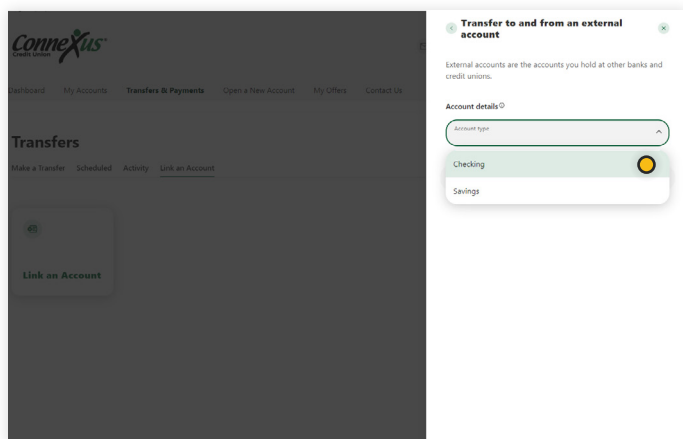 Connexus
Credit Union
Dashboard My Accounts Transfers & Payments Open a New Account My Offers Contact Us
Transfers
Make a Transfer Scheduled Activity Link an Account
Link an Account
Transfer to and from an external
account
External accounts are the accounts you hold at other banks and
credit unions.
Account details
Account type
Checking
Savings